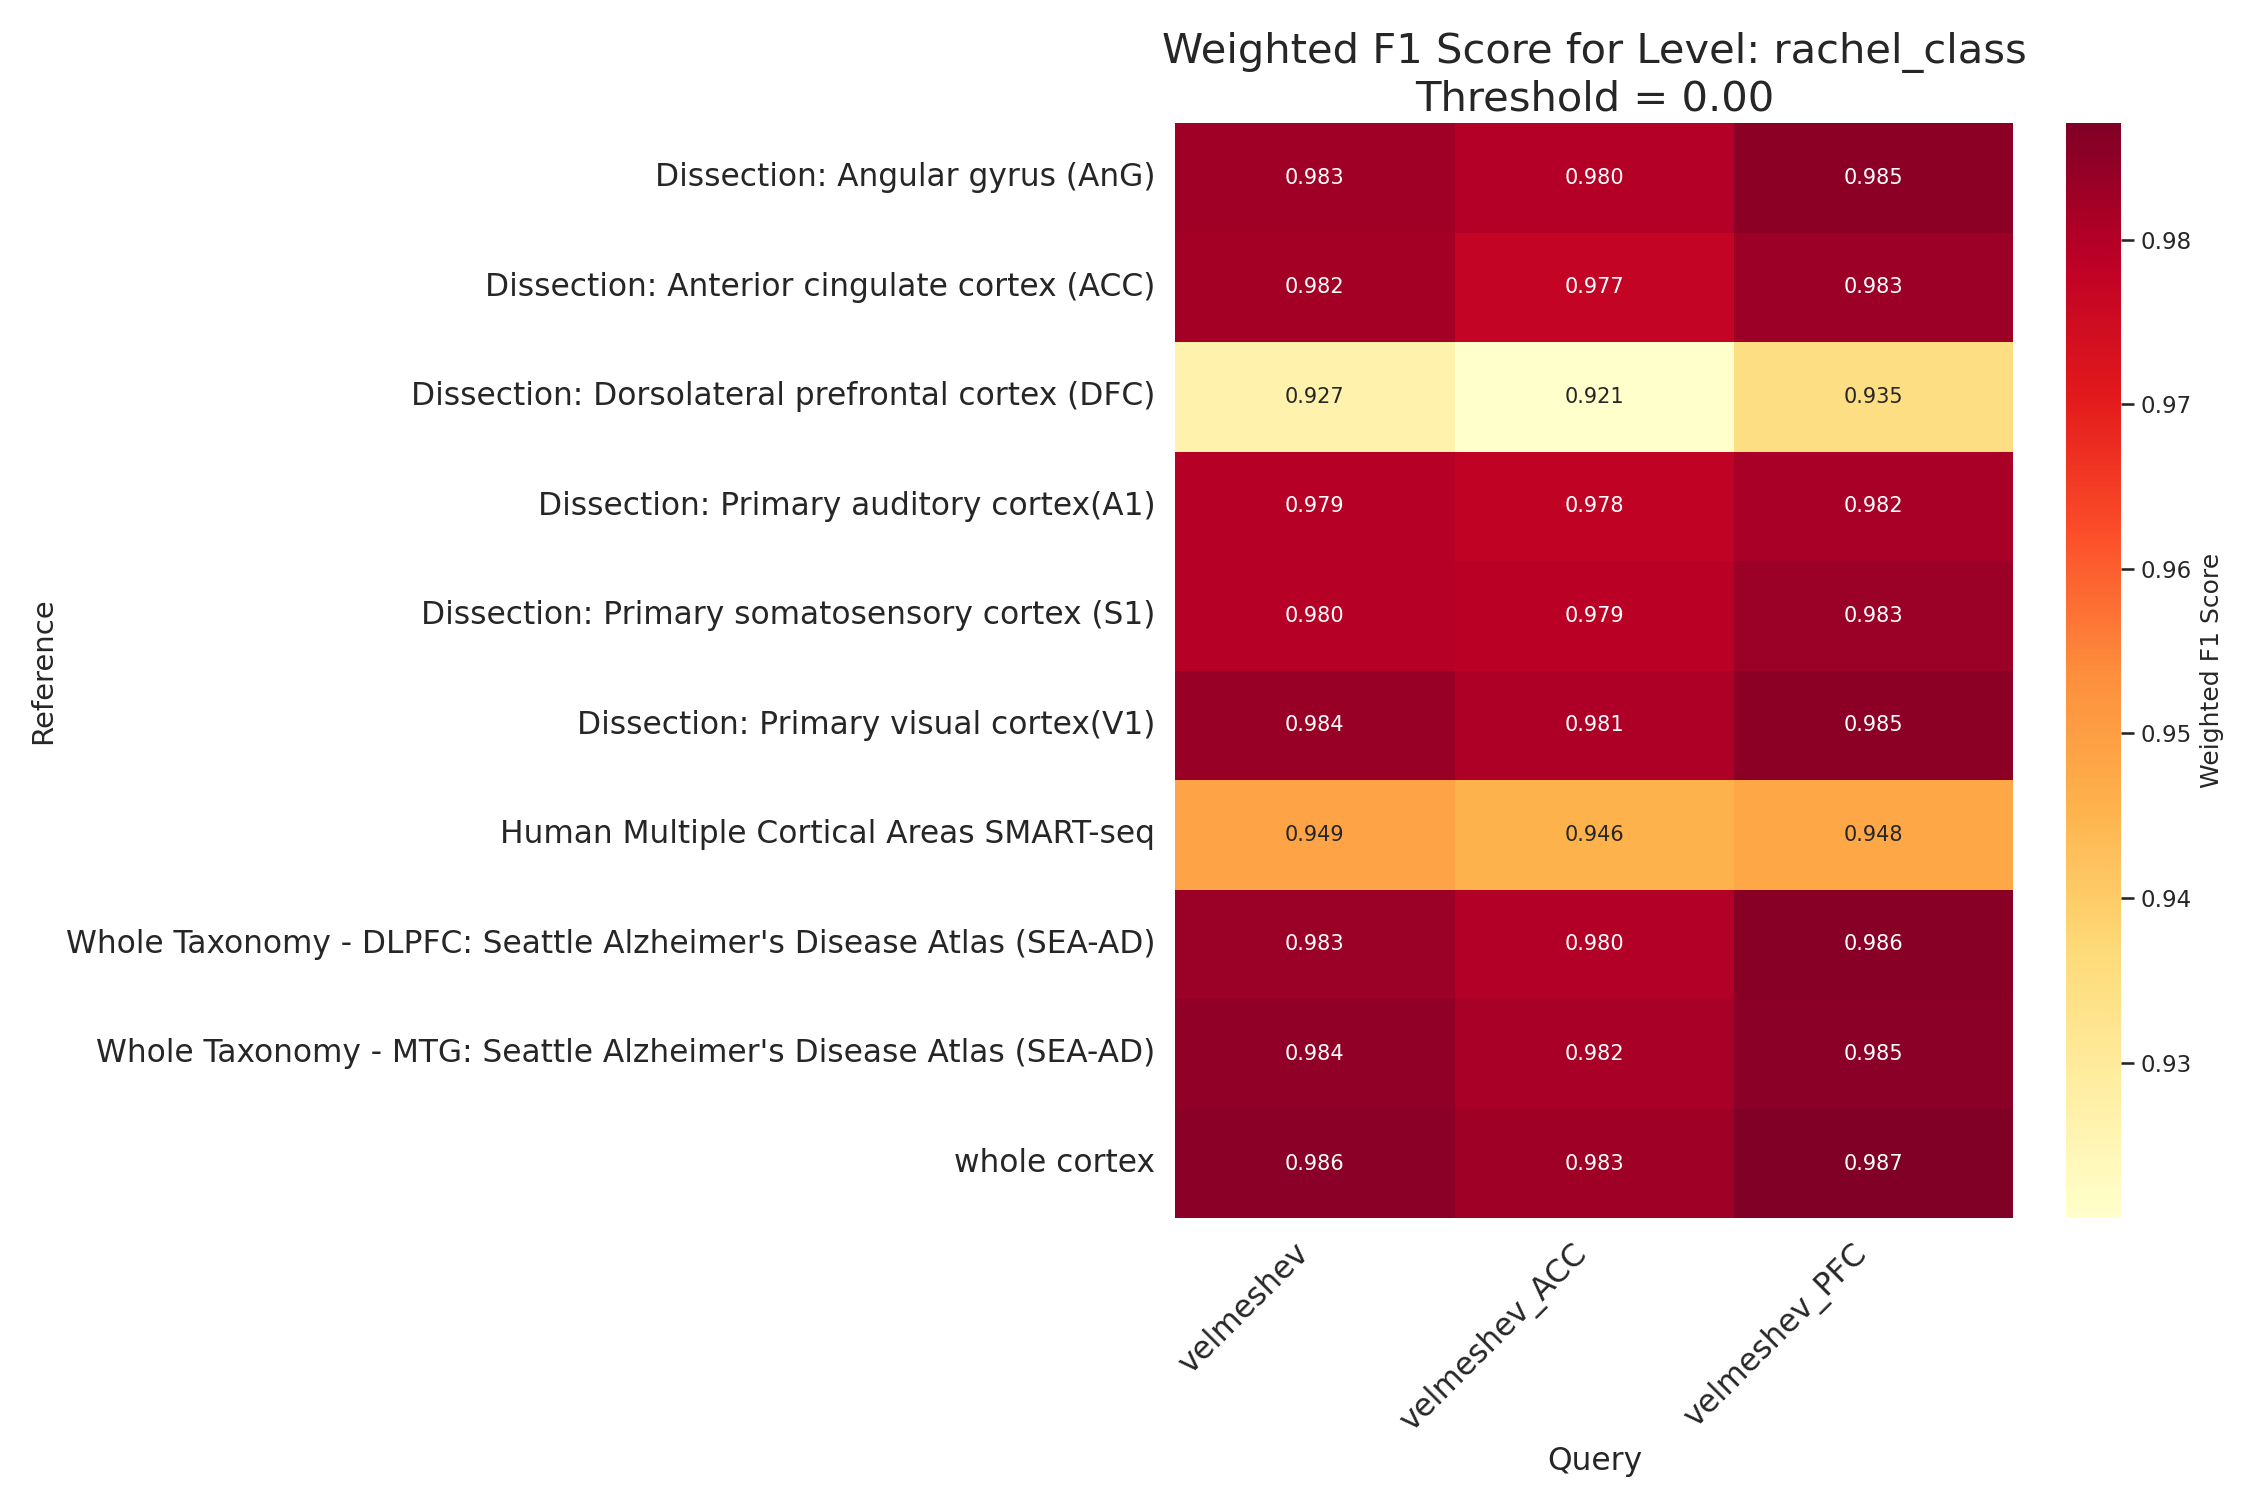 Weighted F1 Score for Level: rachel_class
Threshold = 0.00
Reference
Dissection: Angular gyrus (AnG) 0.983 0.980 0.985
Dissection: Anterior cingulate cortex (ACC) 0.982 0.977 0.983
Dissection: Dorsolateral prefrontal cortex (DFC) 0.927 0.921 0.935
Dissection: Primary auditory cortex(A1) 0.979 0.978 0.982
Dissection: Primary somatosensory cortex (S1) 0.980 0.979 0.983
Dissection: Primary visual cortex(V1) 0.984 0.981 0.985
Human Multiple Cortical Areas SMART-seq 0.949 0.946 0.948
Whole Taxonomy - DLPFC: Seattle Alzheimer's Disease Atlas (SEA-AD) 0.983 0.980 0.986
Whole Taxonomy - MTG: Seattle Alzheimer's Disease Atlas (SEA-AD) 0.984 0.982 0.985
whole cortex 0.986 0.983 0.987
velmeshev velmeshev_ACC velmeshev_PFC
Query
0.98
0.97
0.96
0.95
0.94
0.93
Weighted F1 Score